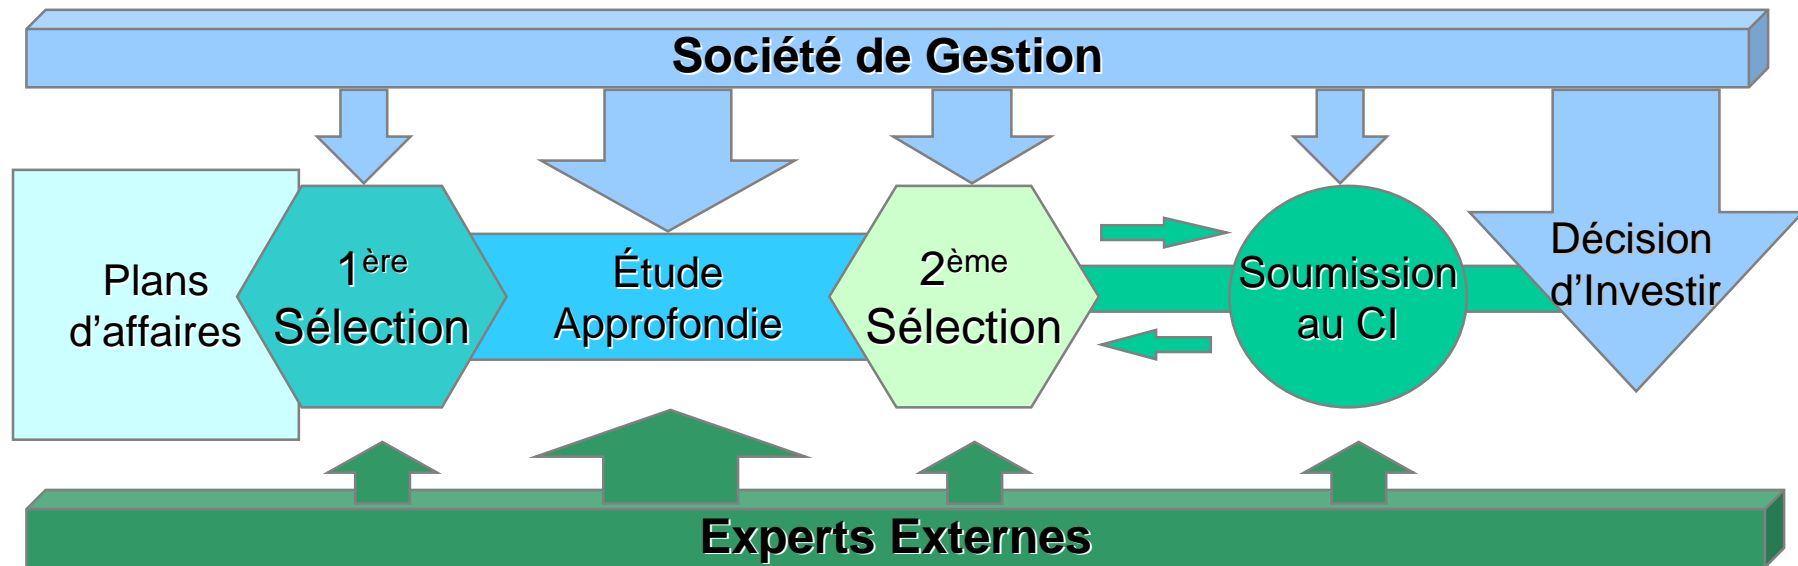 Société de Gestion
Plans
d’affaires
1ère
Sélection
Étude
Approfondie
2ème
Sélection
Soumission
au CI
Décision
d’Investir
Experts Externes